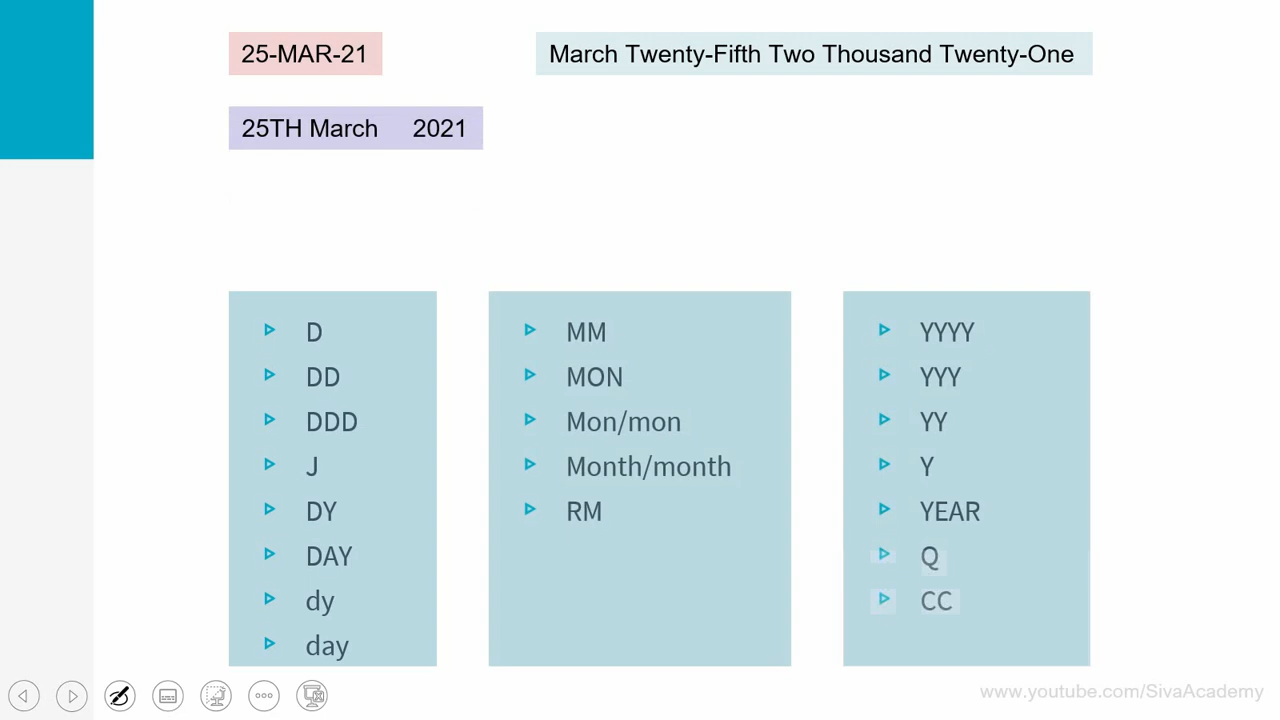 25-MAR-21
March Twenty-Fifth Two Thousand Twenty-One
25TH March     2021
D
DD
DDD
J
DY
DAY
dy
day
MM
MON
Mon/mon
Month/month
RM
YYYY
YYY
YY
Y
YEAR
Q
CC
www.youtube.com/SivaAcademy